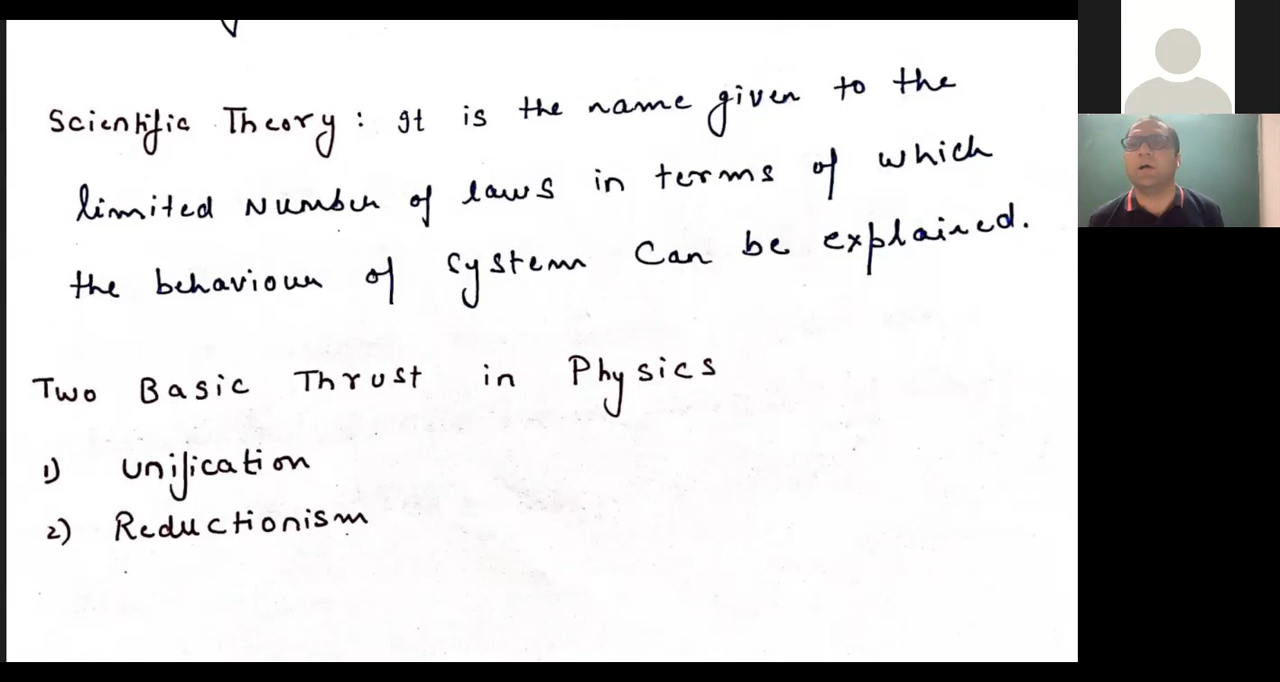 Scientific Theory : It is the name given to the
limited Number of laws in terms of which
the behaviour of system can be explained.
Two Basic Thrust in Physics
1) Unification
2) Reductionism